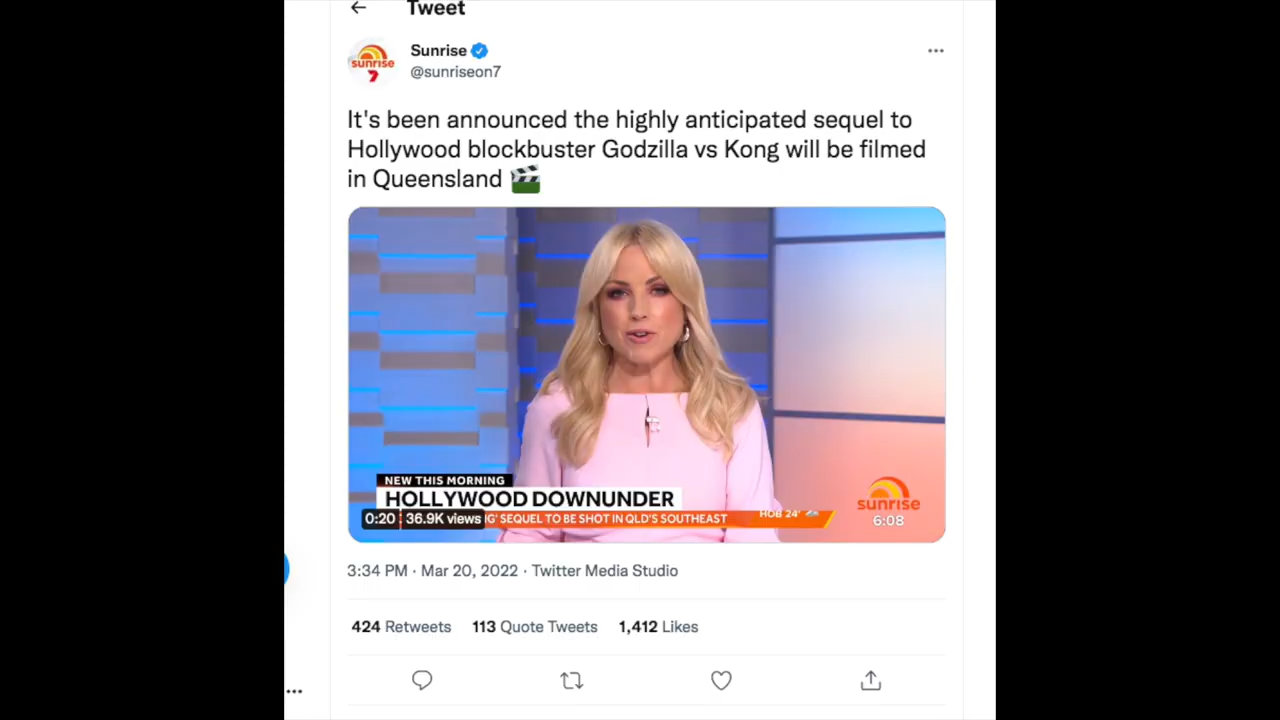 Tweet
Sunrise
@sunriseon7
sunrise
7
It's been announced the highly anticipated sequel to
Hollywood blockbuster Godzilla vs Kong will be filmed
in Queensland
NEW THIS MORNING
HOLLYWOOD DOWNUNDER
0:20 36.9K views G' SEQUEL TO BE SHOT IN QLD'S SOUTHEAST
HOB 24°
sunrise
6:08
3:34 PM · Mar 20, 2022 · Twitter Media Studio
424 Retweets 113 Quote Tweets 1,412 Likes